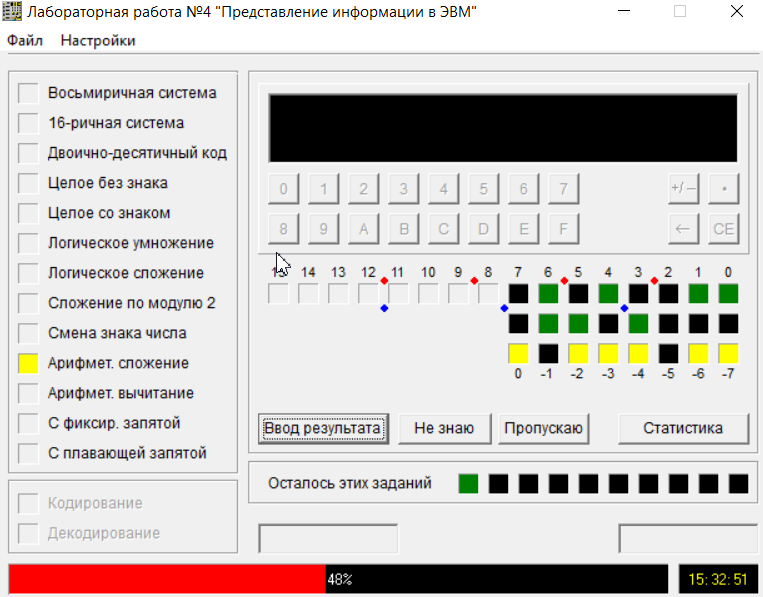 Лабораторная работа №4 "Представление информации в ЭВМ"
Файл Настройки
Восьмиричная система
16-ричная система
Двоично-десятичный код
Целое без знака
Целое со знаком
Логическое умножение
Логическое сложение
Сложение по модулю 2
Смена знака числа
Арифмет. сложение
Арифмет. вычитание
С фиксир. запятой
С плавающей запятой
Кодирование
Декодирование
0 1 2 3 4 5 6 7 +/– •
8 9 A B C D E F ← CE
14 13 12 11 10 9 8 7 6 5 4 3 2 1 0
0 -1 -2 -3 -4 -5 -6 -7
Ввод результата Не знаю Пропускаю Статистика
Осталось этих заданий
48% 15:32:51